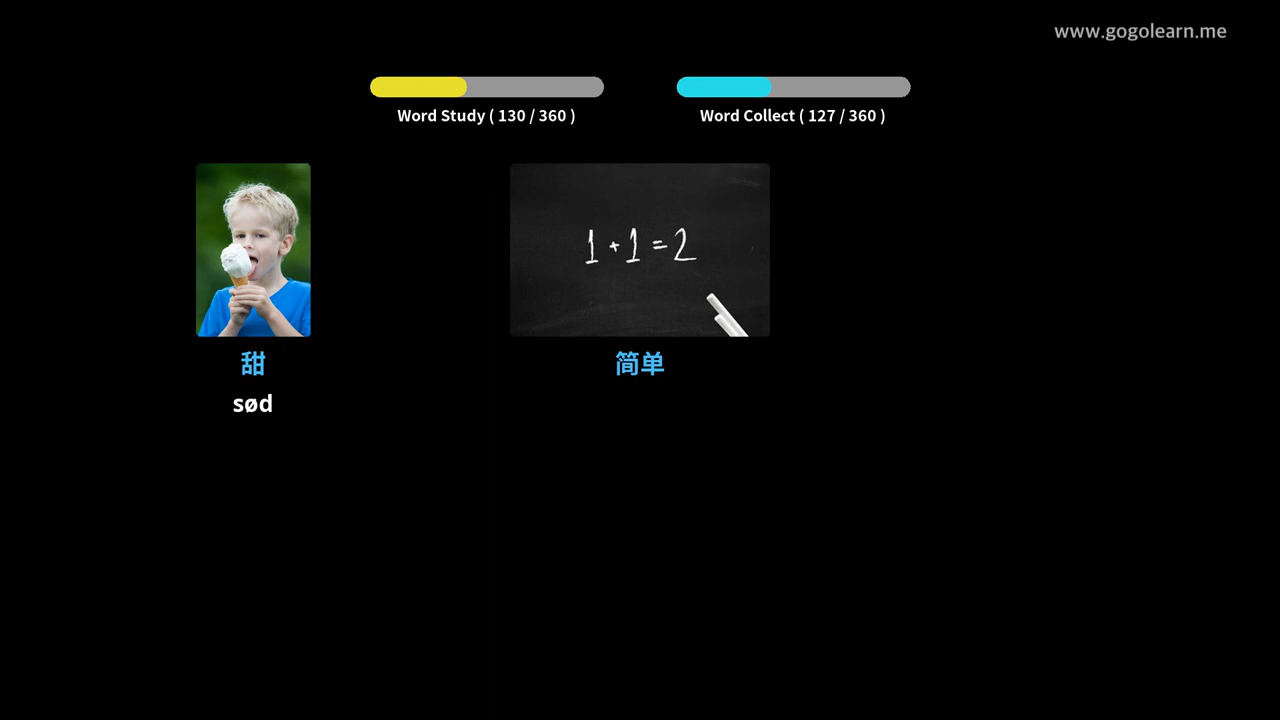 www.gogolearn.me
Word Study ( 130 / 360 )
Word Collect ( 127 / 360 )
1+1=2
甜
简单
sød